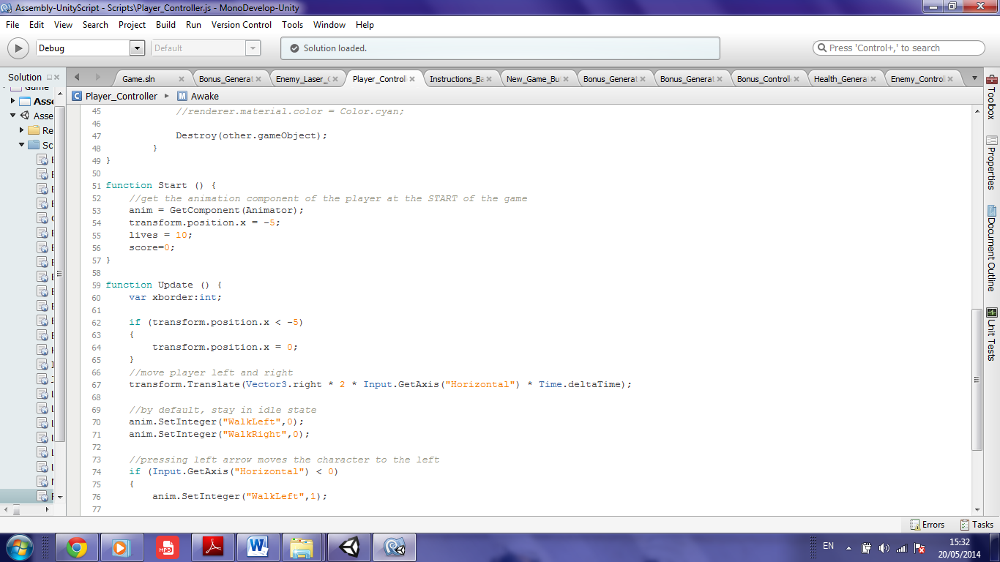 Assembly-UnityScript - Scripts\Player_Controller.js - MonoDevelop-Unity
File Edit View Search Project Build Run Version Control Tools Window Help
Debug Default Solution loaded. Press 'Control+,' to search
Solution Game.sln Bonus_Generat Enemy_Laser_ Player_Controll Instructions_Ba New_Game_Bu Bonus_Generat Bonus_Generat Bonus_Controll Health_Genera Enemy_Control
Game
Asse
Asse
Re
Sc
Player_Controller Awake
45 //renderer.material.color = Color.cyan;
46
47 Destroy(other.gameObject);
48 }
49 }
50
51 function Start () {
52 //get the animation component of the player at the START of the game
53 anim = GetComponent(Animator);
54 transform.position.x = -5;
55 lives = 10;
56 score=0;
57 }
58
59 function Update () {
60 var xborder:int;
61
62 if (transform.position.x < -5)
63 {
64 transform.position.x = 0;
65 }
66 //move player left and right
67 transform.Translate(Vector3.right * 2 * Input.GetAxis("Horizontal") * Time.deltaTime);
68
69 //by default, stay in idle state
70 anim.SetInteger("WalkLeft",0);
71 anim.SetInteger("WalkRight",0);
72
73 //pressing left arrow moves the character to the left
74 if (Input.GetAxis("Horizontal") < 0)
75 {
76 anim.SetInteger("WalkLeft",1);
77
Toolbox
Properties
Document Outline
Unit Tests
Errors Tasks
MP3
EN
15:32
20/05/2014